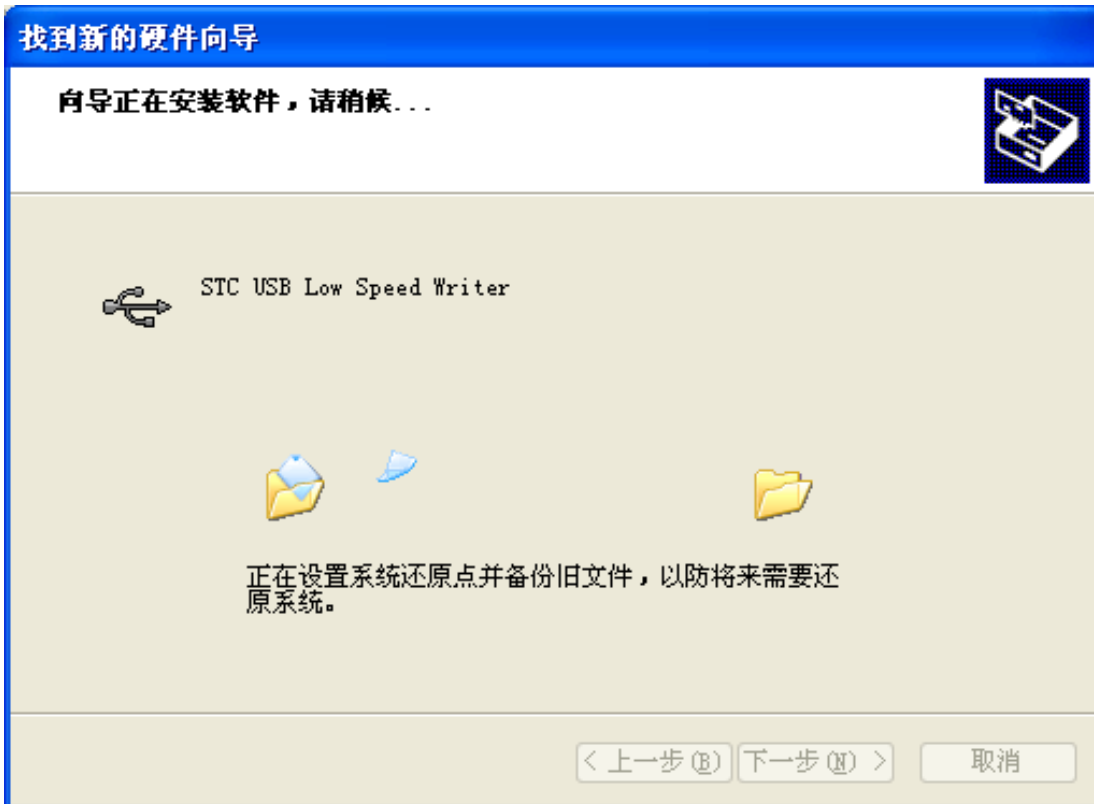 找到新的硬件向导
向导正在安装软件，请稍候...
STC USB Low Speed Writer
正在设置系统还原点并备份旧文件，以防将来需要还
原系统。
< 上一步(B) 下一步(N) > 取消